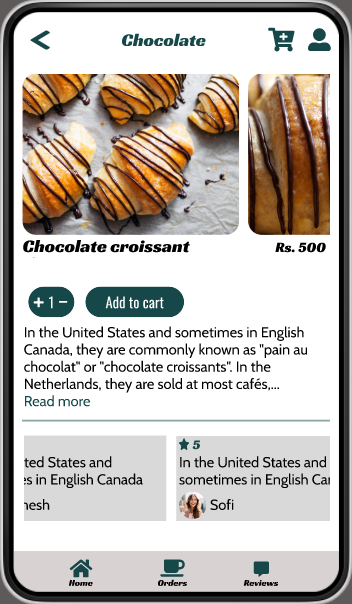 Chocolate
Chocolate croissant
Rs. 500
+ 1 −
Add to cart
In the United States and sometimes in English
Canada, they are commonly known as "pain au
chocolat" or "chocolate croissants". In the
Netherlands, they are sold at most cafés,...
Read more
ted States and
s in English Canada
nesh
5
In the United States and
sometimes in English Ca
Sofi
Home
Orders
Reviews